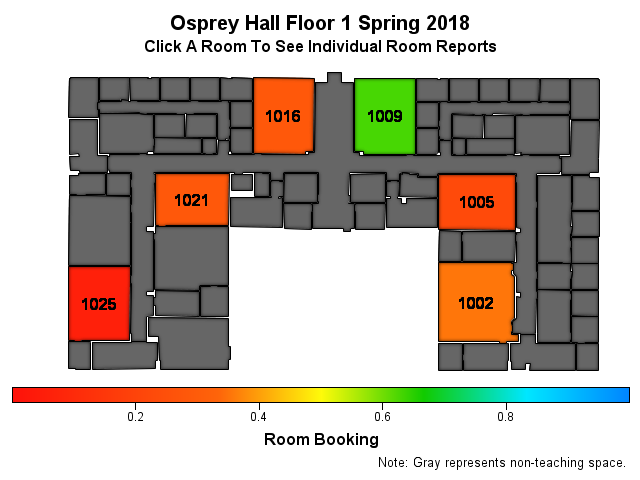 Osprey Hall Floor 1 Spring 2018
Click A Room To See Individual Room Reports
1016
1009
1021
1005
1025
1002
0.2
0.4
0.6
0.8
Room Booking
Note: Gray represents non-teaching space.